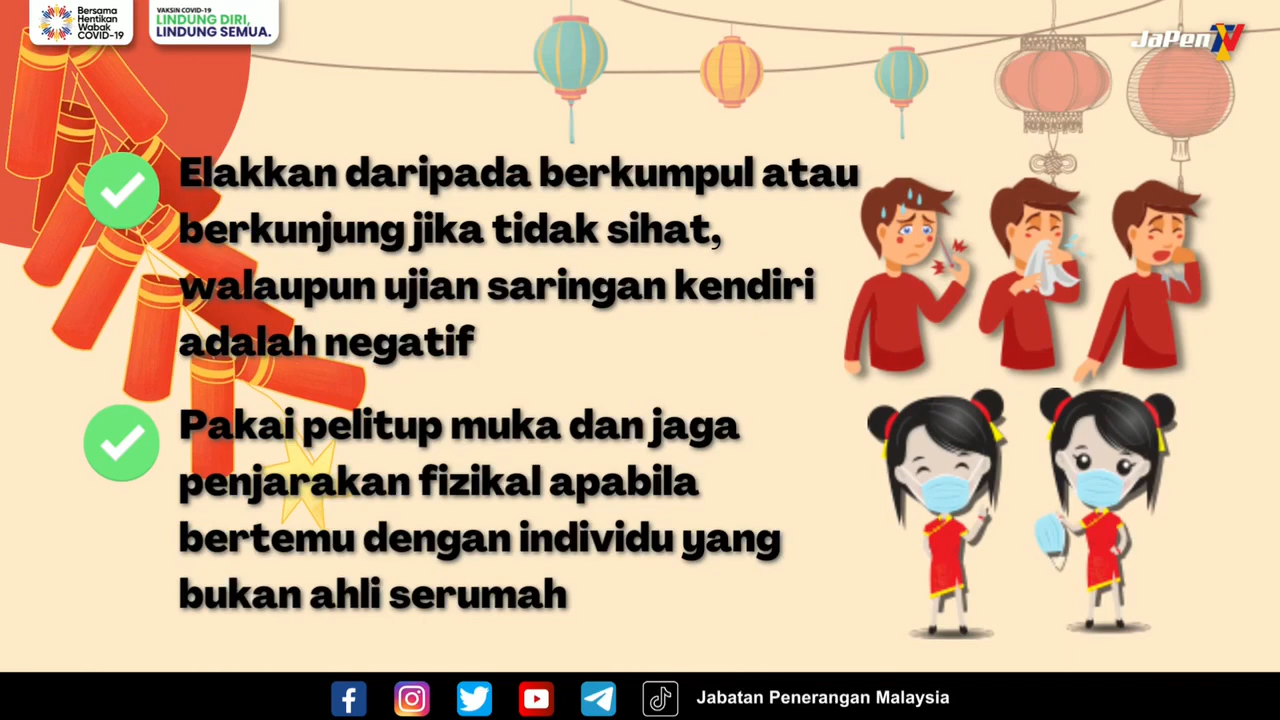 Bersama
Hentikan
Wabak
COVID-19
VAKSIN COVID-19
LINDUNG DIRI,
LINDUNG SEMUA.
JaPen TV
Elakkan daripada berkumpul atau
berkunjung jika tidak sihat,
walaupun ujian saringan kendiri
adalah negatif
Pakai pelitup muka dan jaga
penjarakan fizikal apabila
bertemu dengan individu yang
bukan ahli serumah
Jabatan Penerangan Malaysia